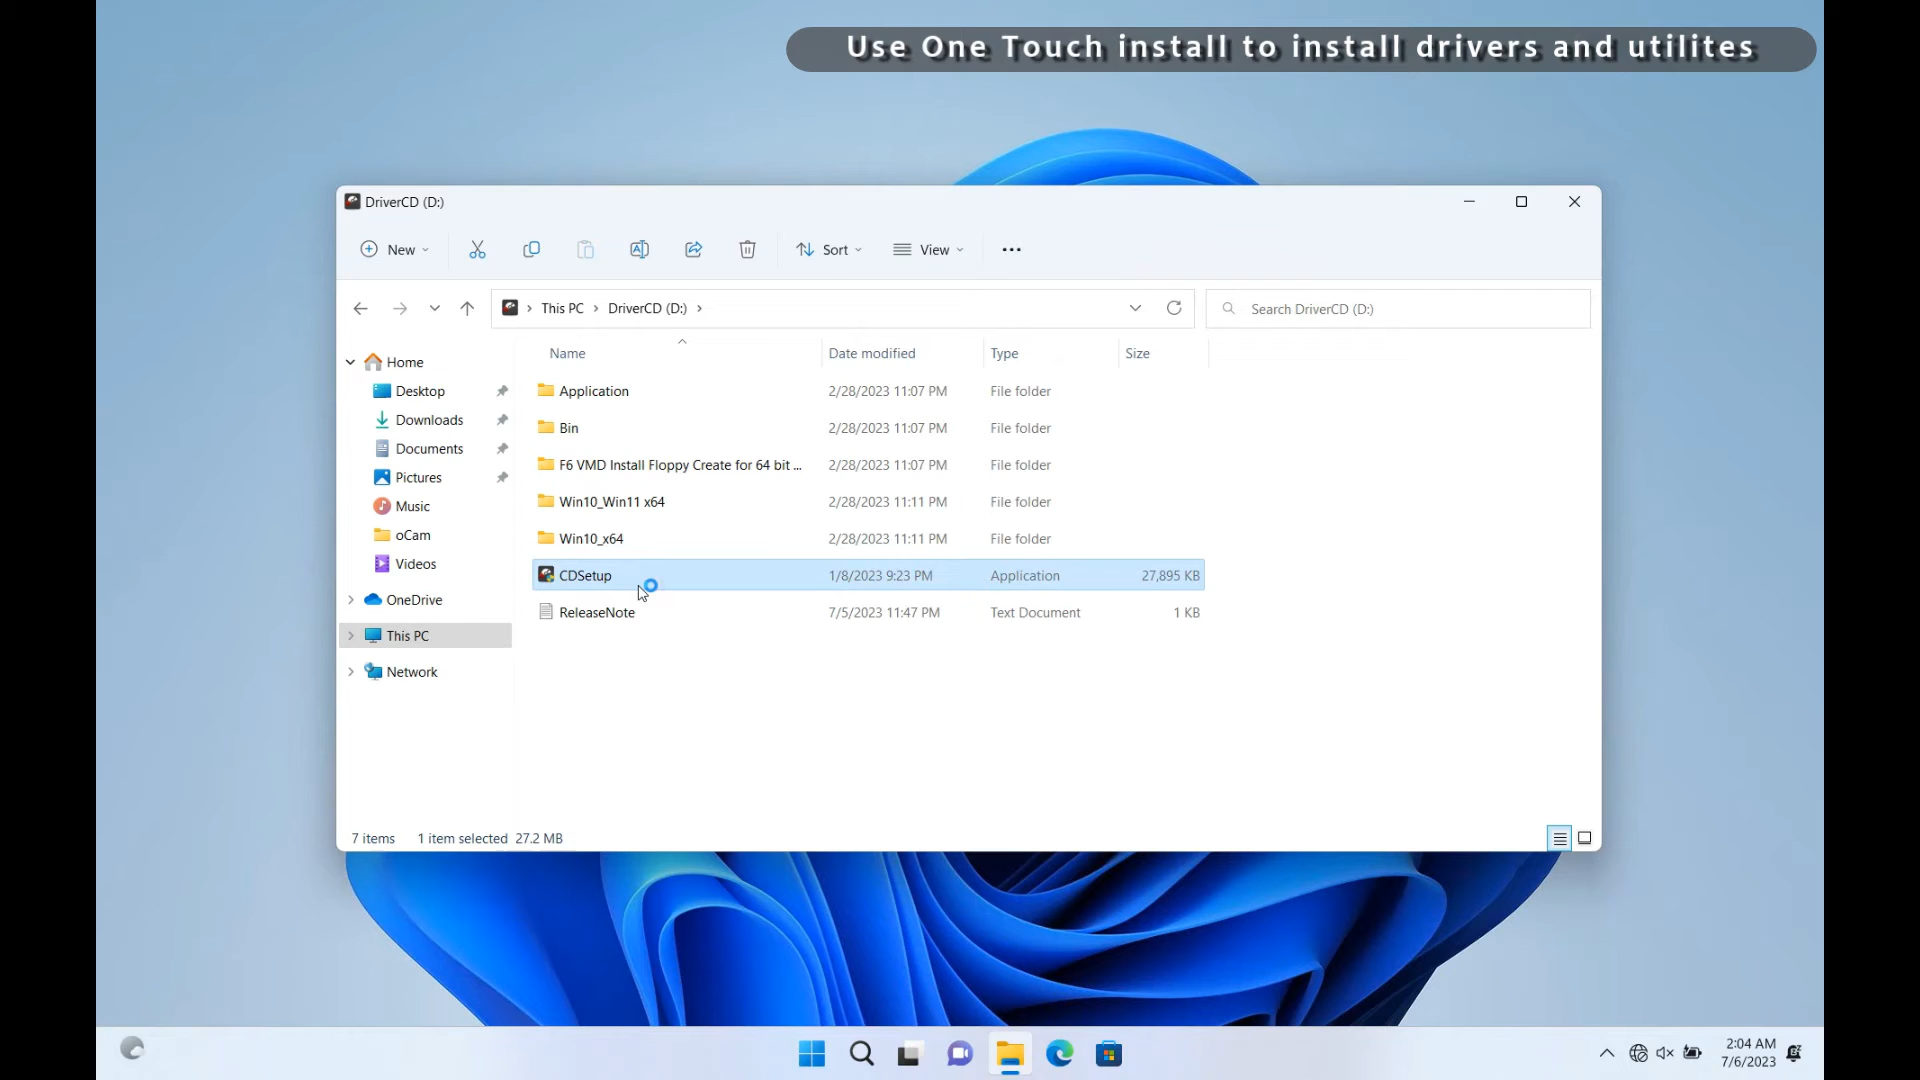 Use One Touch install to install drivers and utilites
DriverCD (D:)
New
Sort
View
This PC
DriverCD (D:)
Search DriverCD (D:)
Name
Date modified
Type
Size
Home
Desktop
Downloads
Documents
Pictures
Music
oCam
Videos
OneDrive
This PC
Network
Application 2/28/2023 11:07 PM File folder
Bin 2/28/2023 11:07 PM File folder
F6 VMD Install Floppy Create for 64 bit ... 2/28/2023 11:07 PM File folder
Win10_Win11 x64 2/28/2023 11:11 PM File folder
Win10_x64 2/28/2023 11:11 PM File folder
CDSetup 1/8/2023 9:23 PM Application 27,895 KB
ReleaseNote 7/5/2023 11:47 PM Text Document 1 KB
7 items 1 item selected 27.2 MB
2:04 AM
7/6/2023